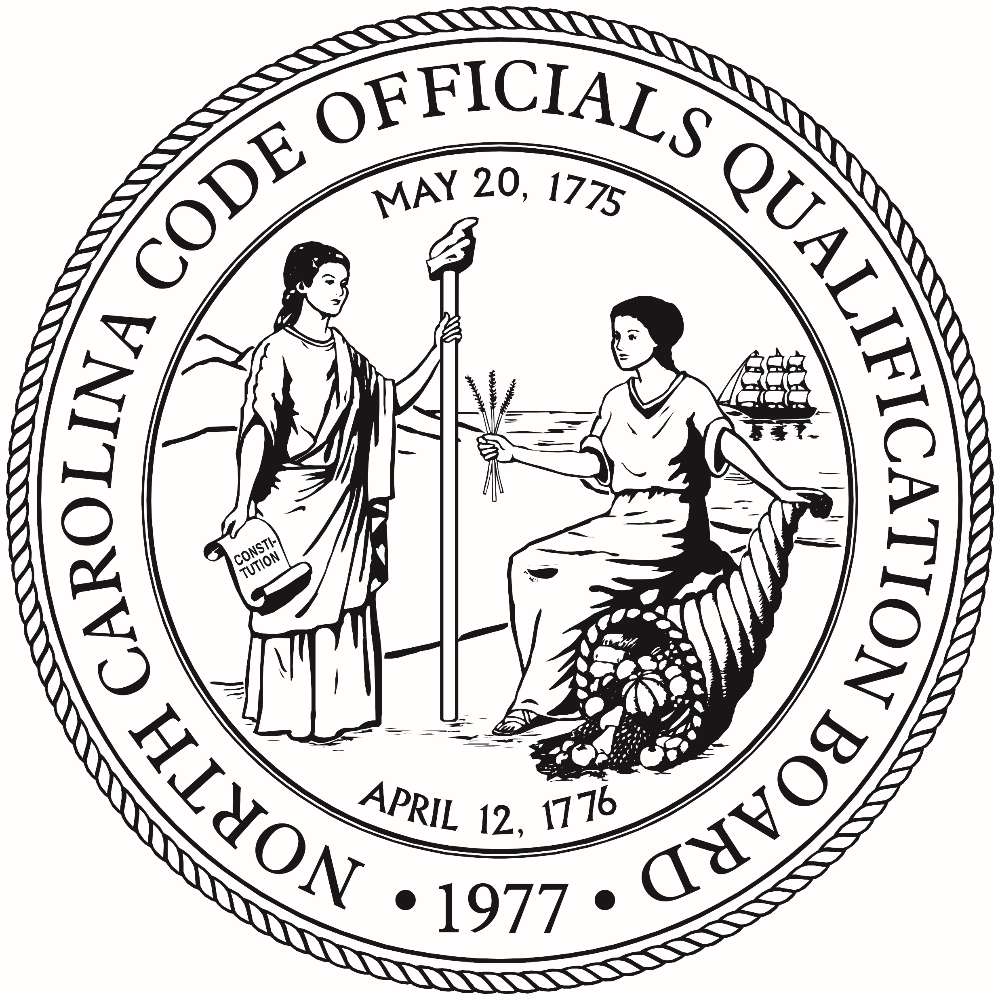 NORTH CAROLINA CODE OFFICIALS QUALIFICATION BOARD
• 1977 •
MAY 20, 1775
CONSTI-
TUTION
APRIL 12, 1776